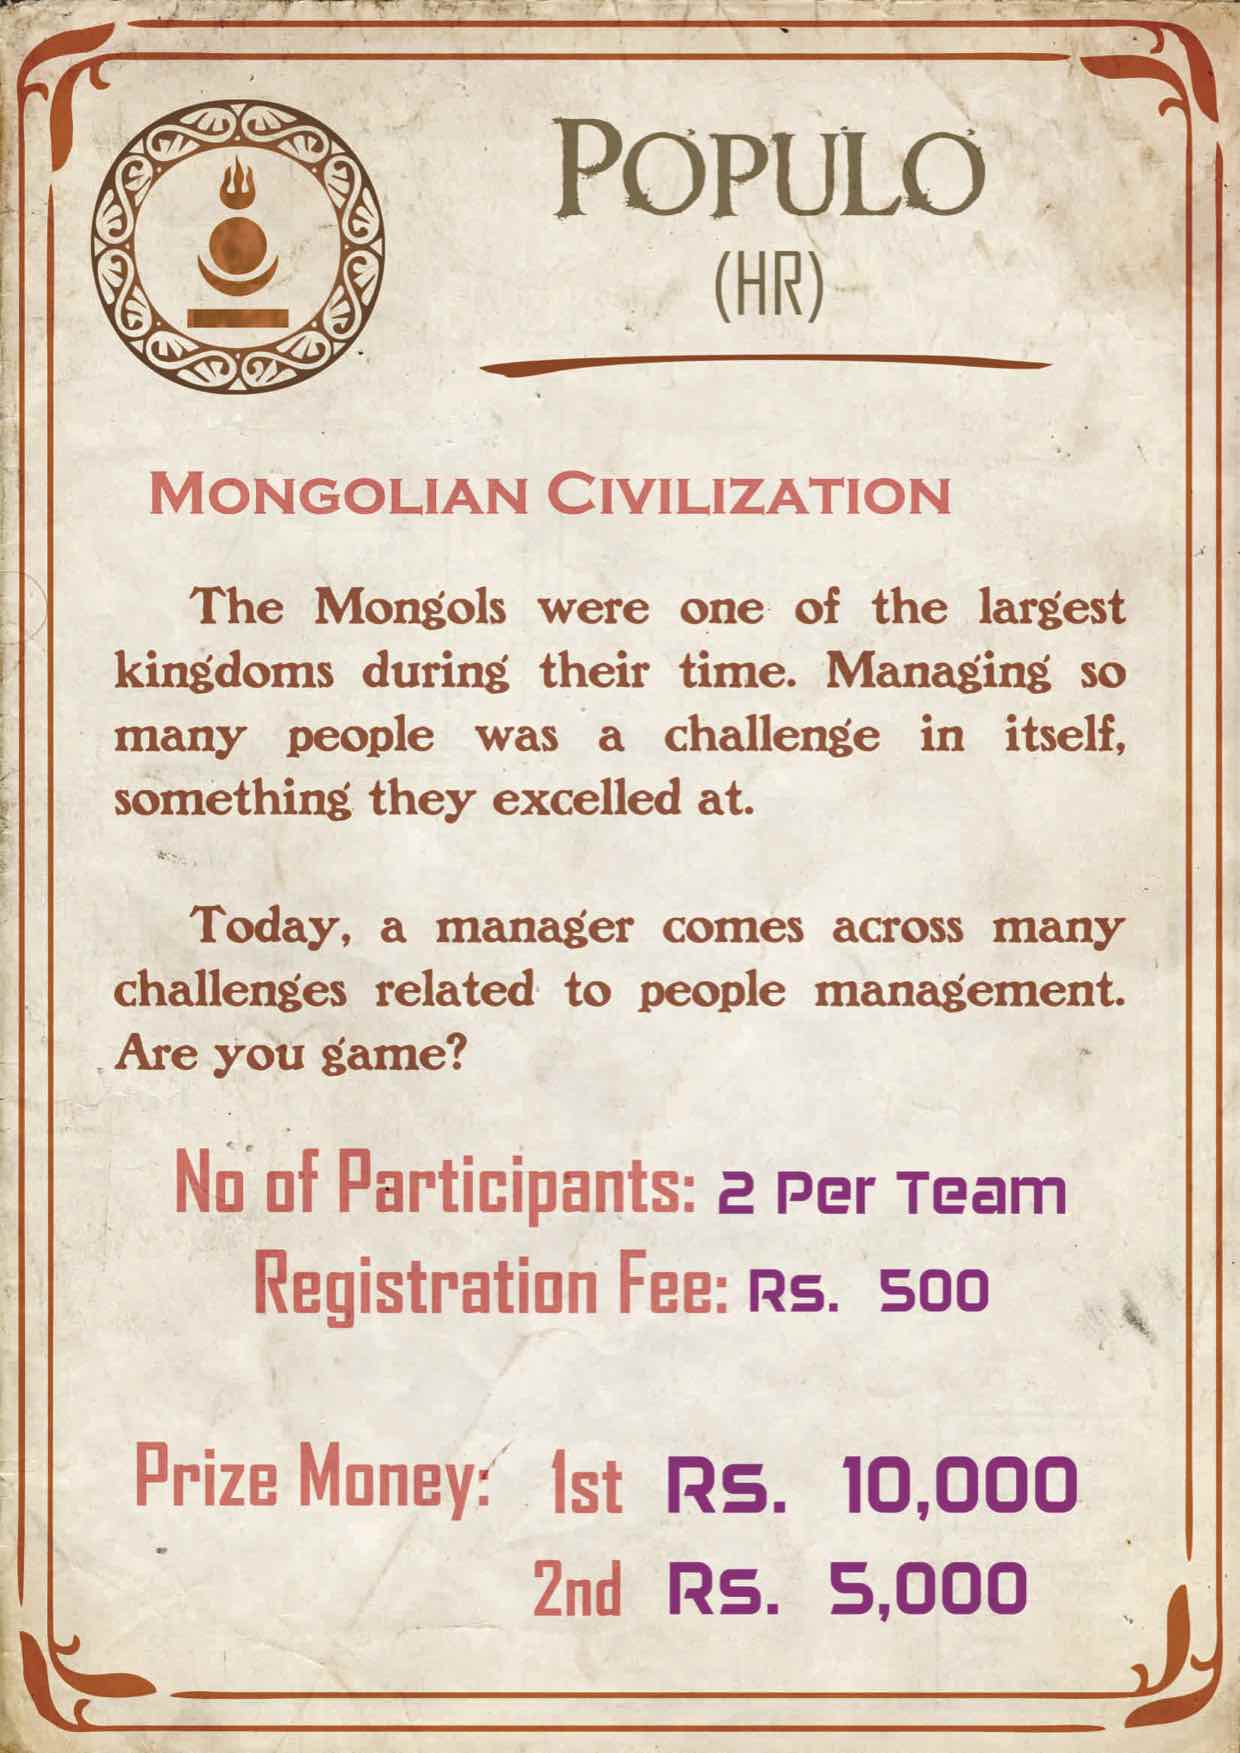 Populo
(HR)
Mongolian Civilization
The Mongols were one of the largest
kingdoms during their time. Managing so
many people was a challenge in itself,
something they excelled at.
Today, a manager comes across many
challenges related to people management.
Are you game?
No of Participants: 2 Per Team
Registration Fee: Rs. 500
Prize Money: 1st Rs. 10,000
2nd Rs. 5,000